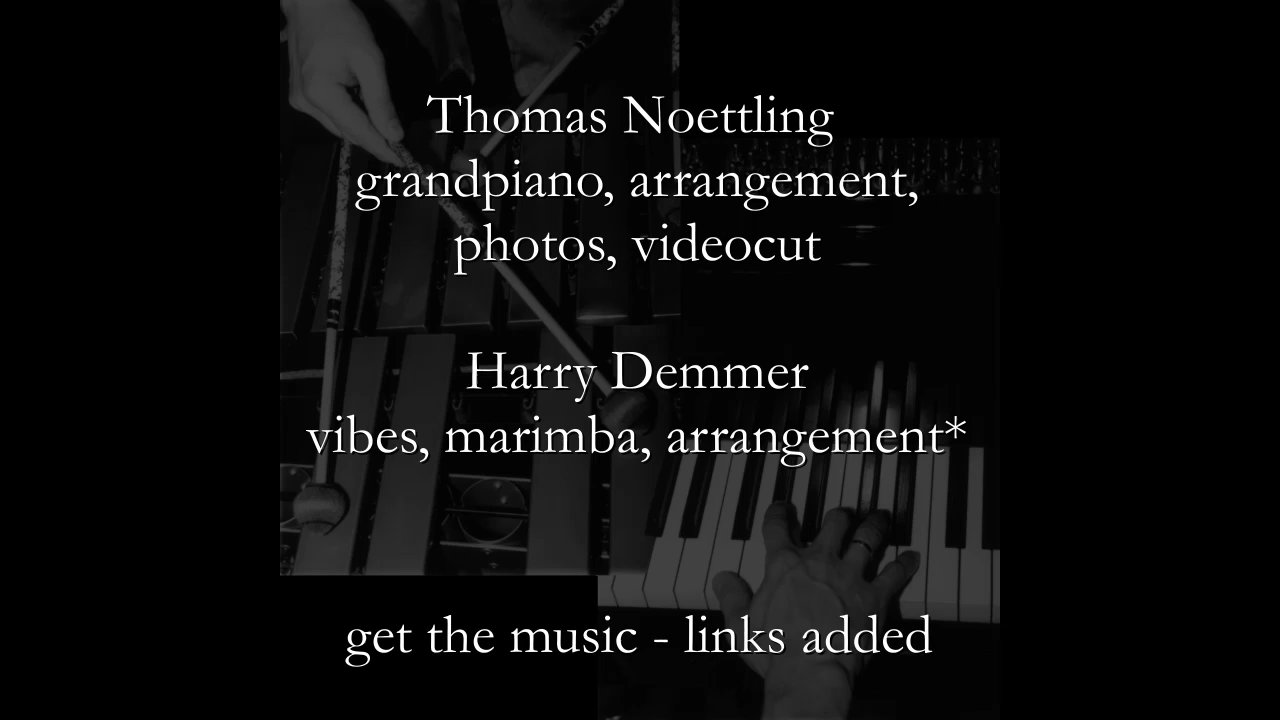 Thomas Noettling
grandpiano, arrangement,
photos, videocut
Harry Demmer
vibes, marimba, arrangement*
get the music - links added